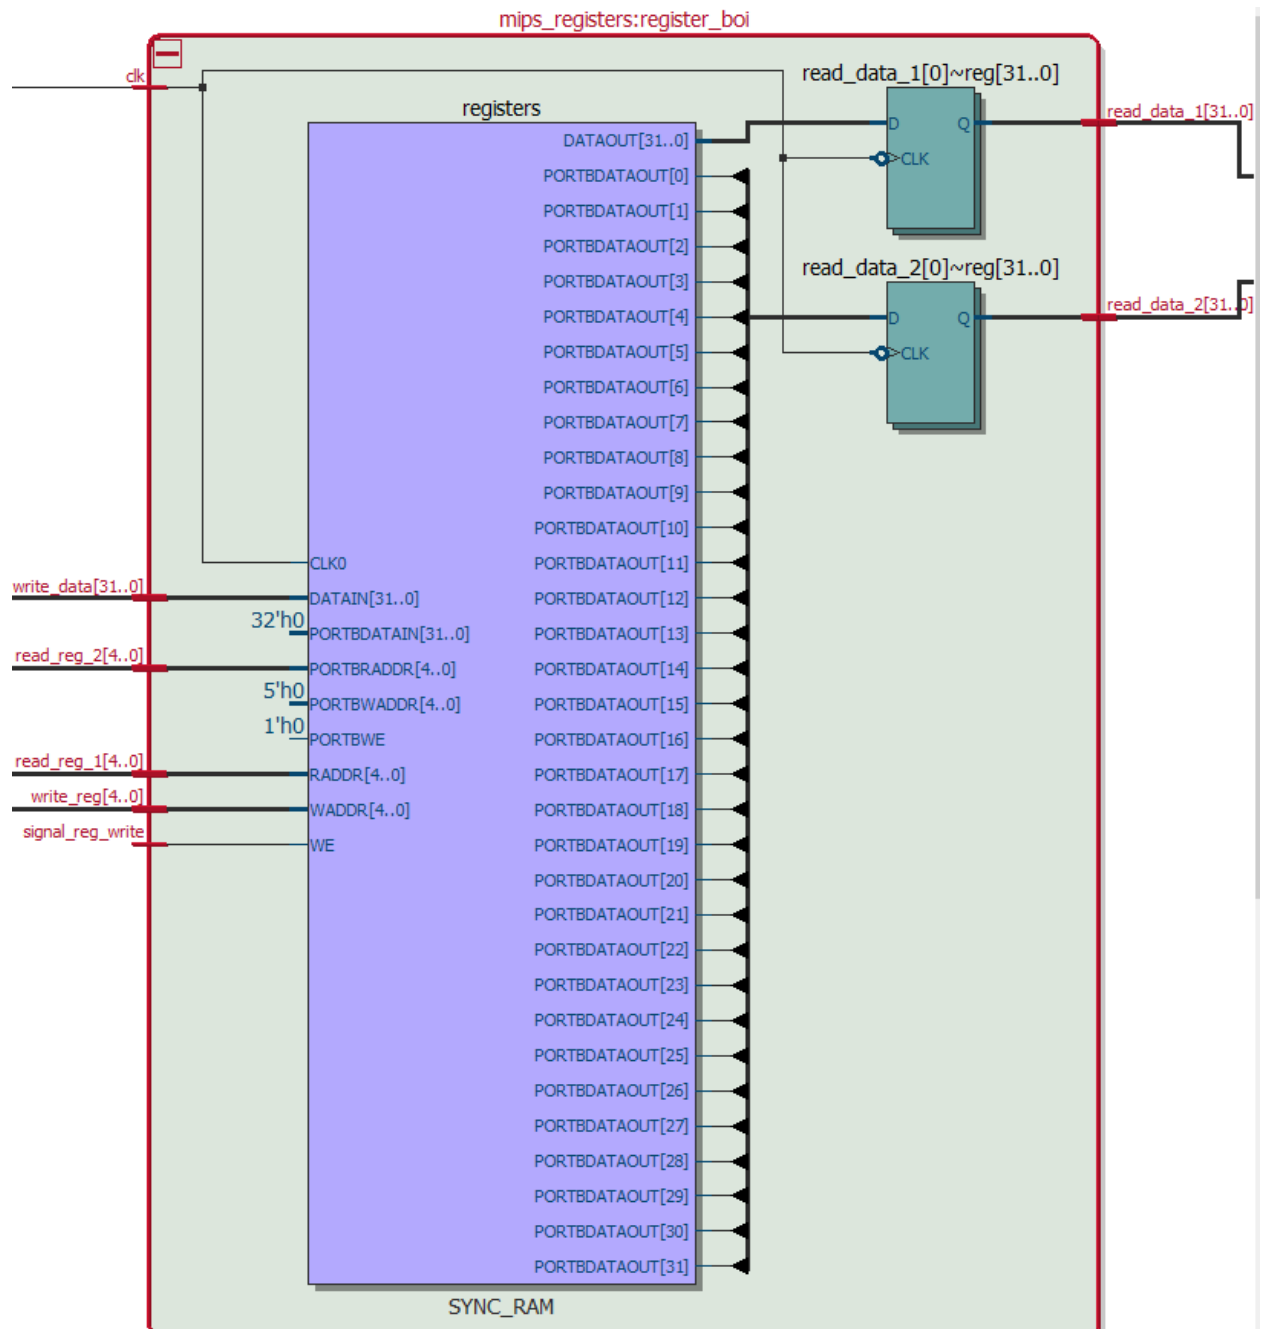 mips_registers:register_boi
clk
registers
read_data_1[0]~reg[31..0]
D
Q
CLK
read_data_1[31..0]
read_data_2[0]~reg[31..0]
D
Q
CLK
read_data_2[31..0]
DATAOUT[31..0]
PORTBDATAOUT[0]
PORTBDATAOUT[1]
PORTBDATAOUT[2]
PORTBDATAOUT[3]
PORTBDATAOUT[4]
PORTBDATAOUT[5]
PORTBDATAOUT[6]
PORTBDATAOUT[7]
PORTBDATAOUT[8]
PORTBDATAOUT[9]
PORTBDATAOUT[10]
PORTBDATAOUT[11]
PORTBDATAOUT[12]
PORTBDATAOUT[13]
PORTBDATAOUT[14]
PORTBDATAOUT[15]
PORTBDATAOUT[16]
PORTBDATAOUT[17]
PORTBDATAOUT[18]
PORTBDATAOUT[19]
PORTBDATAOUT[20]
PORTBDATAOUT[21]
PORTBDATAOUT[22]
PORTBDATAOUT[23]
PORTBDATAOUT[24]
PORTBDATAOUT[25]
PORTBDATAOUT[26]
PORTBDATAOUT[27]
PORTBDATAOUT[28]
PORTBDATAOUT[29]
PORTBDATAOUT[30]
PORTBDATAOUT[31]
CLK0
write_data[31..0]
DATAIN[31..0]
32'h0
PORTBDATAIN[31..0]
read_reg_2[4..0]
PORTBRADDR[4..0]
5'h0
PORTBWADDR[4..0]
1'h0
PORTBWE
read_reg_1[4..0]
RADDR[4..0]
write_reg[4..0]
WADDR[4..0]
signal_reg_write
WE
SYNC_RAM